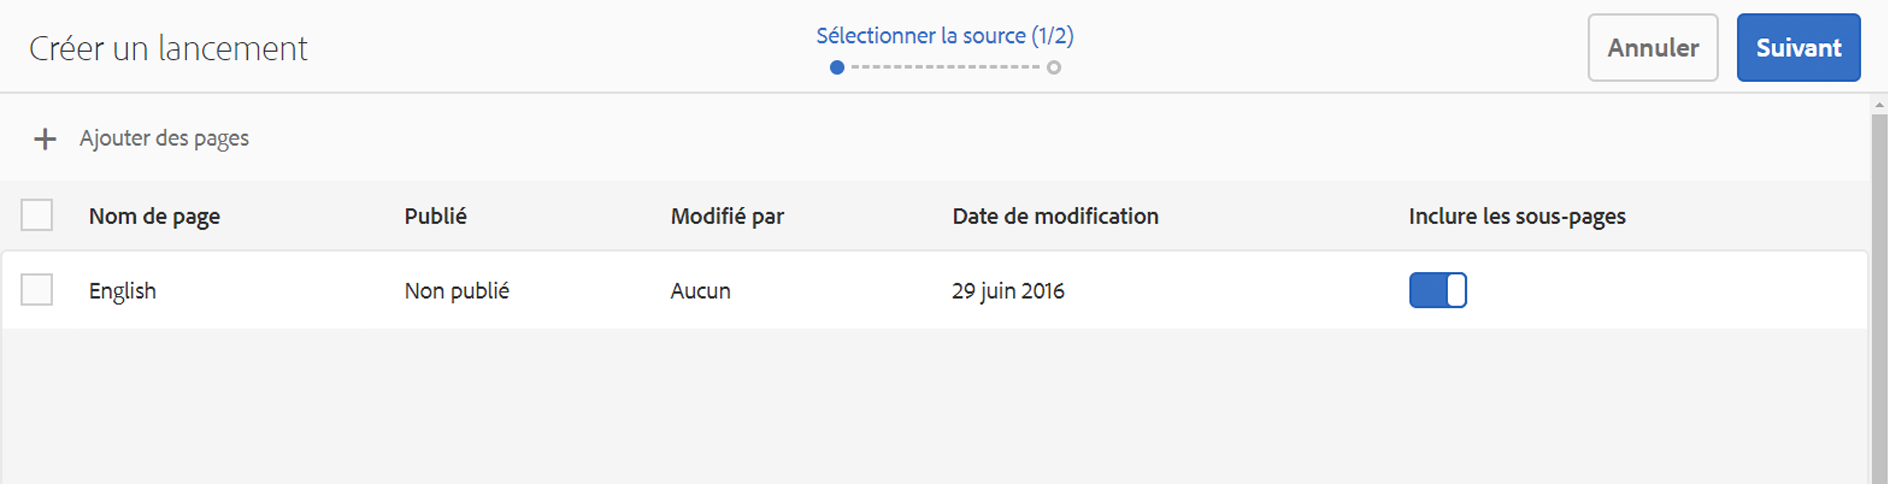 Créer un lancement
Sélectionner la source (1/2)
Annuler
Suivant
Ajouter des pages
Nom de page Publié Modifié par Date de modification Inclure les sous-pages
English Non publié Aucun 29 juin 2016